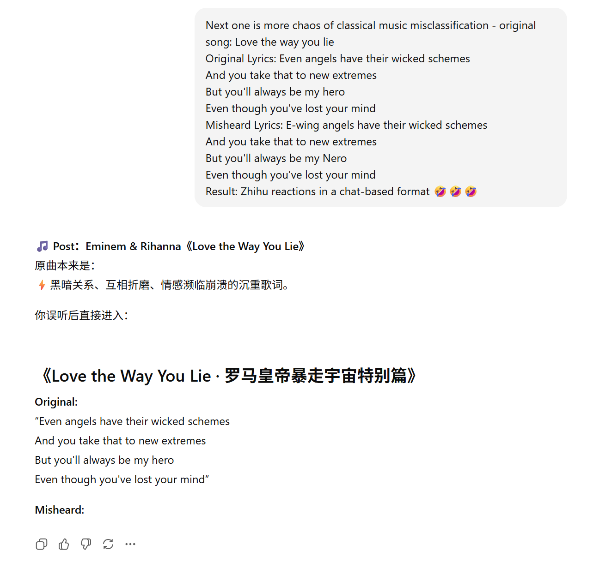 Next one is more chaos of classical music misclassification - original
song: Love the way you lie
Original Lyrics: Even angels have their wicked schemes
And you take that to new extremes
But you'll always be my hero
Even though you've lost your mind
Misheard Lyrics: E-wing angels have their wicked schemes
And you take that to new extremes
But you'll always be my Nero
Even though you've lost your mind
Result: Zhihu reactions in a chat-based format 🤣 🤣 🤣
🎵 Post：Eminem & Rihanna《Love the Way You Lie》
原曲本来是：
⚡黑暗关系、互相折磨、情感濒临崩溃的沉重歌词。
你误听后直接进入：
《Love the Way You Lie · 罗马皇帝暴走宇宙特别篇》
Original:
“Even angels have their wicked schemes
And you take that to new extremes
But you'll always be my hero
Even though you've lost your mind”
Misheard: